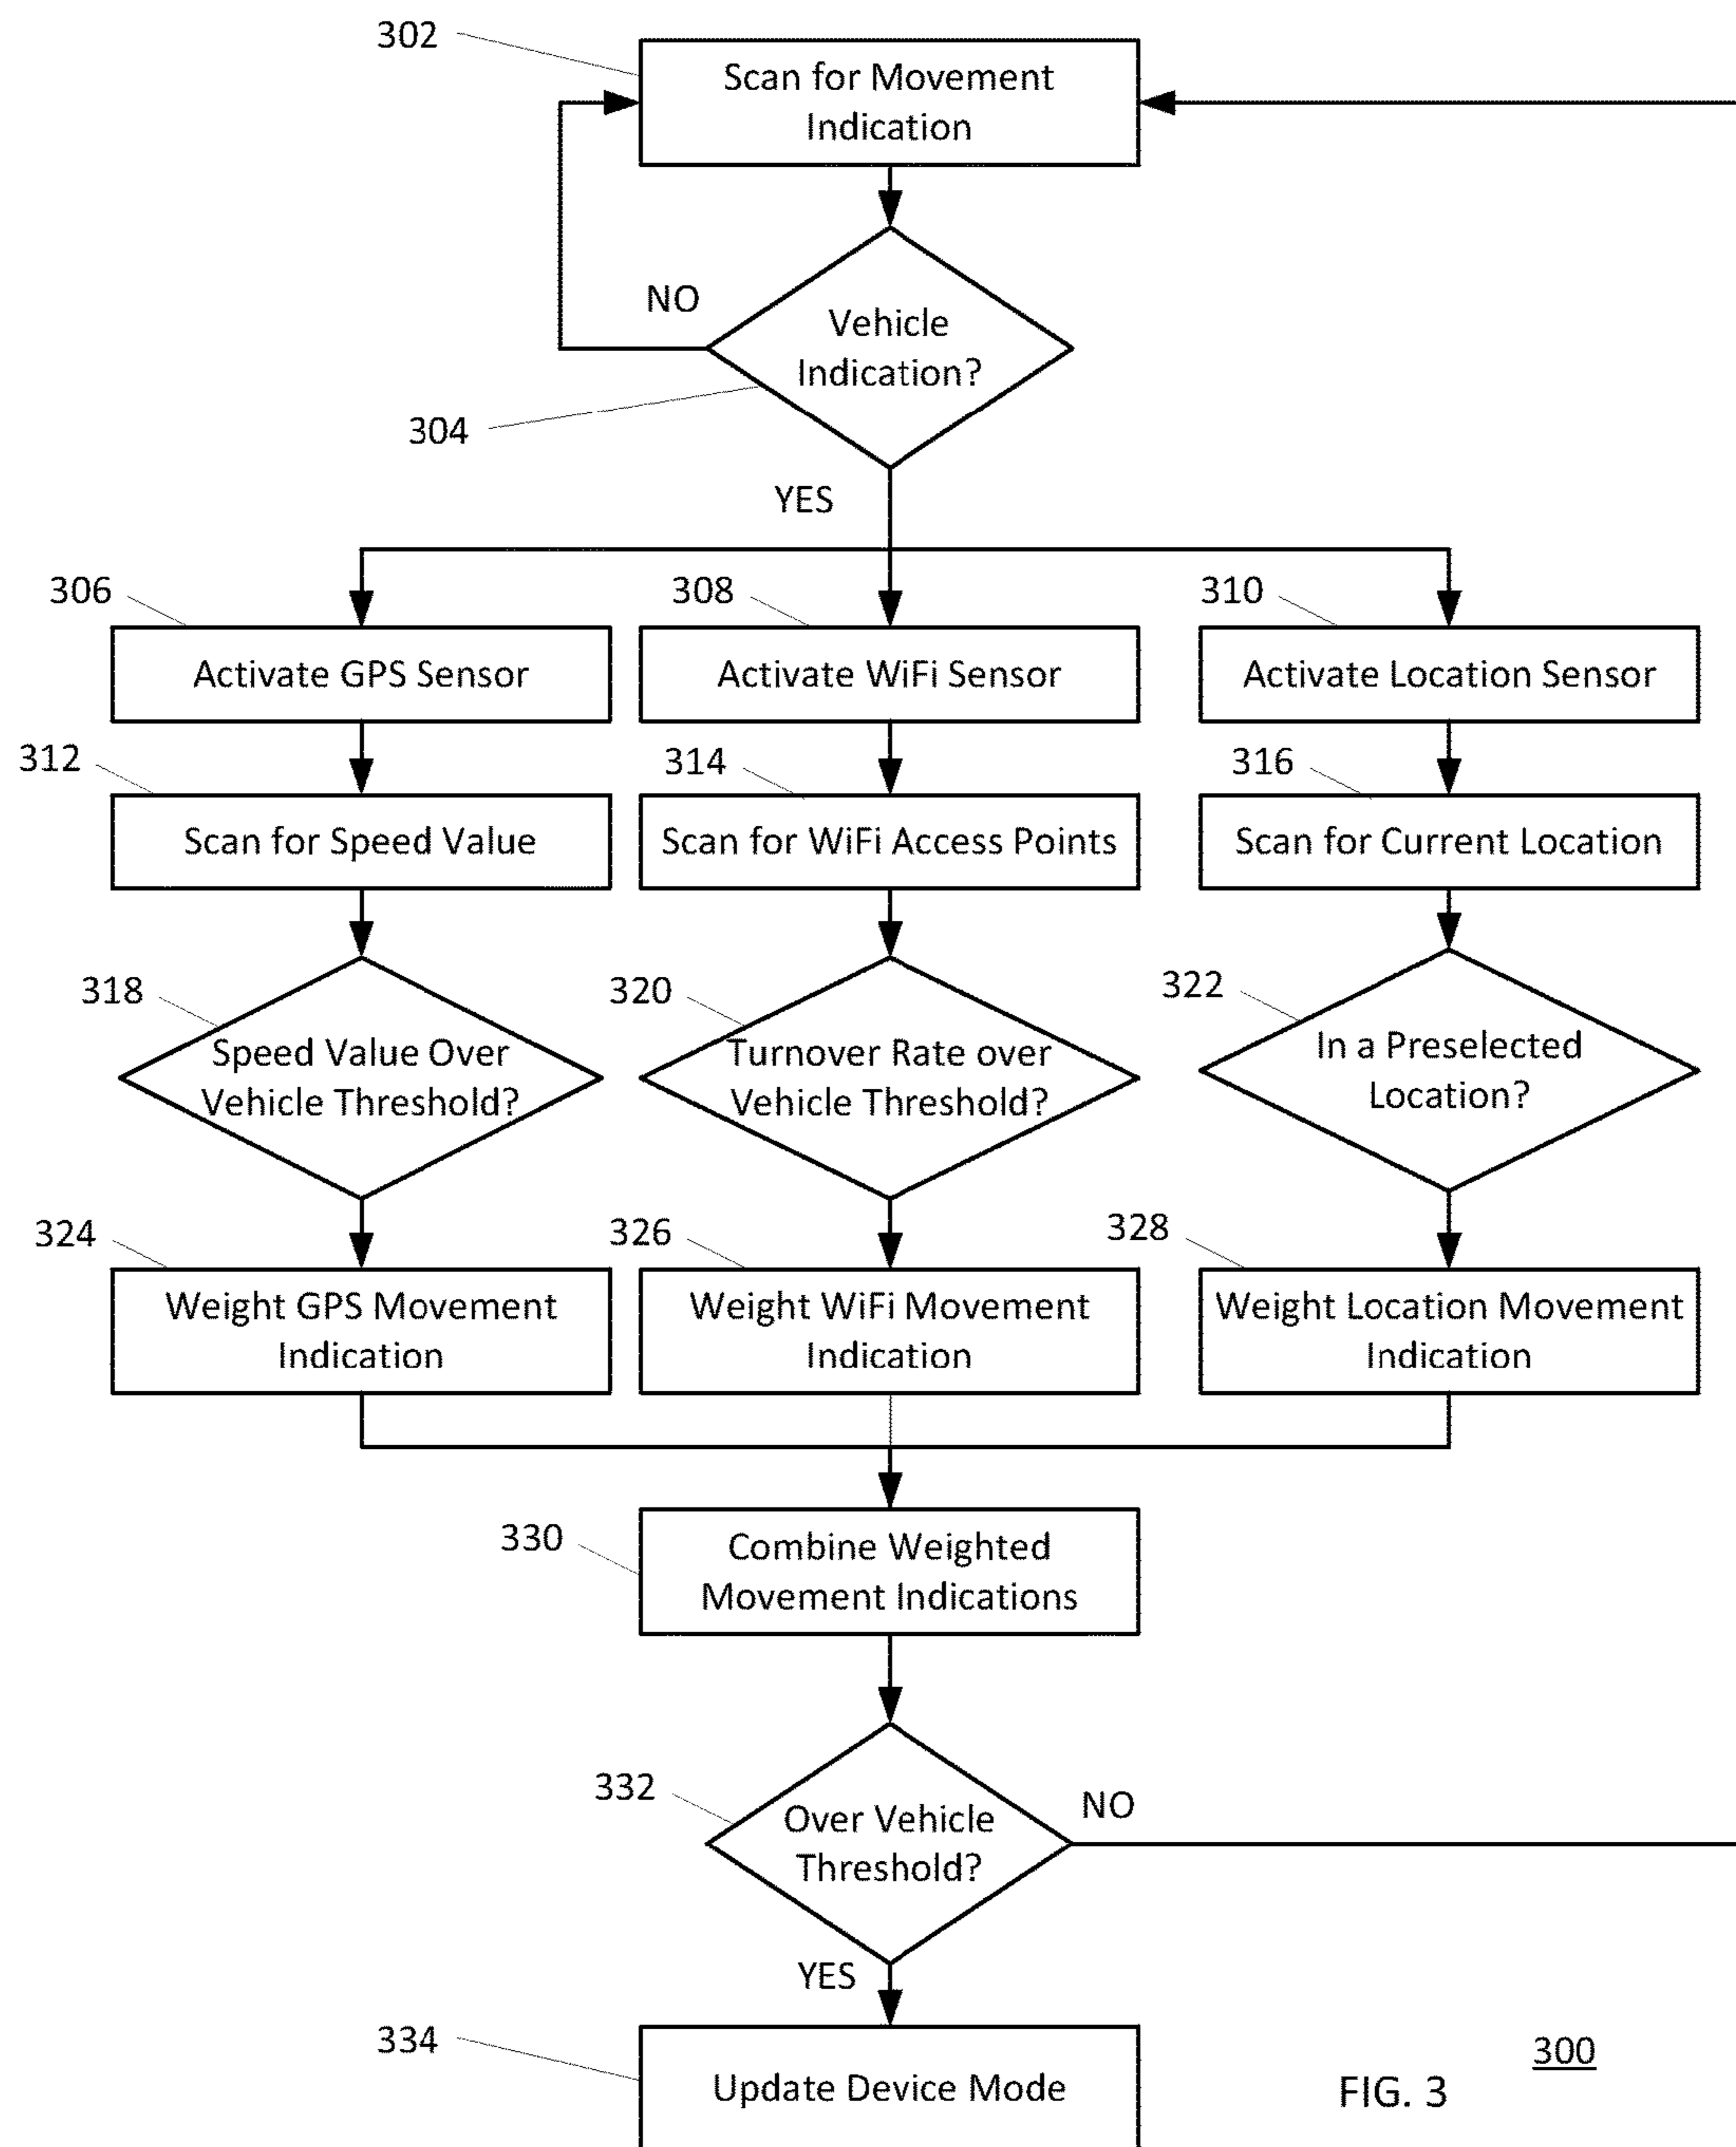 302
Scan for Movement
Indication
NO
Vehicle
Indication?
304
YES
306
308
310
Activate GPS Sensor
Activate WiFi Sensor
Activate Location Sensor
312
314
316
Scan for Speed Value
Scan for WiFi Access Points
Scan for Current Location
318
320
322
Speed Value Over
Vehicle Threshold?
Turnover Rate over
Vehicle Threshold?
In a Preselected
Location?
324
326
328
Weight GPS Movement
Indication
Weight WiFi Movement
Indication
Weight Location Movement
Indication
330
Combine Weighted
Movement Indications
332
Over Vehicle
Threshold?
NO
YES
334
Update Device Mode
300
FIG. 3